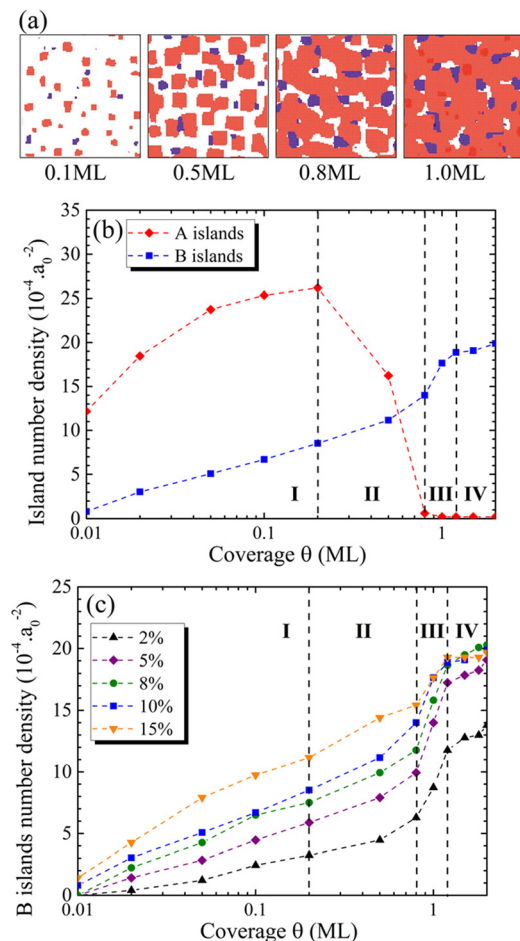 (a)
0.1ML 0.5ML 0.8ML 1.0ML
(b)
A islands
B islands
Island number density (10⁻⁴.a₀⁻²)
35
30
25
20
15
10
5
0
I II III IV
0.01 0.1 1
Coverage θ (ML)
(c)
2%
5%
8%
10%
15%
B islands number density (10⁻⁴.a₀⁻²)
25
20
15
10
5
0
I II III IV
0.01 0.1 1
Coverage θ (ML)